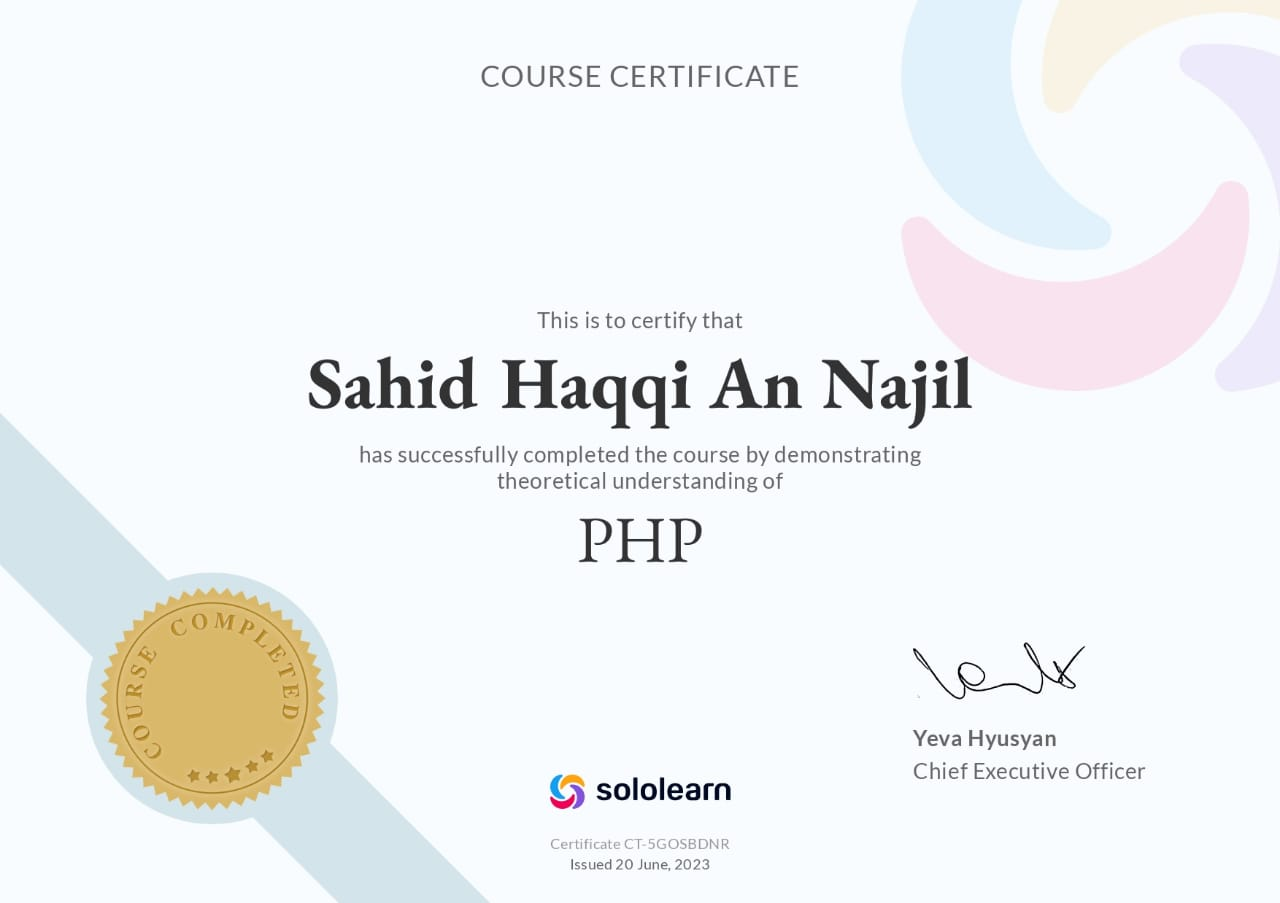 COURSE CERTIFICATE
This is to certify that
Sahid Haqqi An Najil
has successfully completed the course by demonstrating
theoretical understanding of
PHP
COURSE COMPLETED
Yeva Hyusyan
Chief Executive Officer
sololearn
Certificate CT-5GOSBDNR
Issued 20 June, 2023